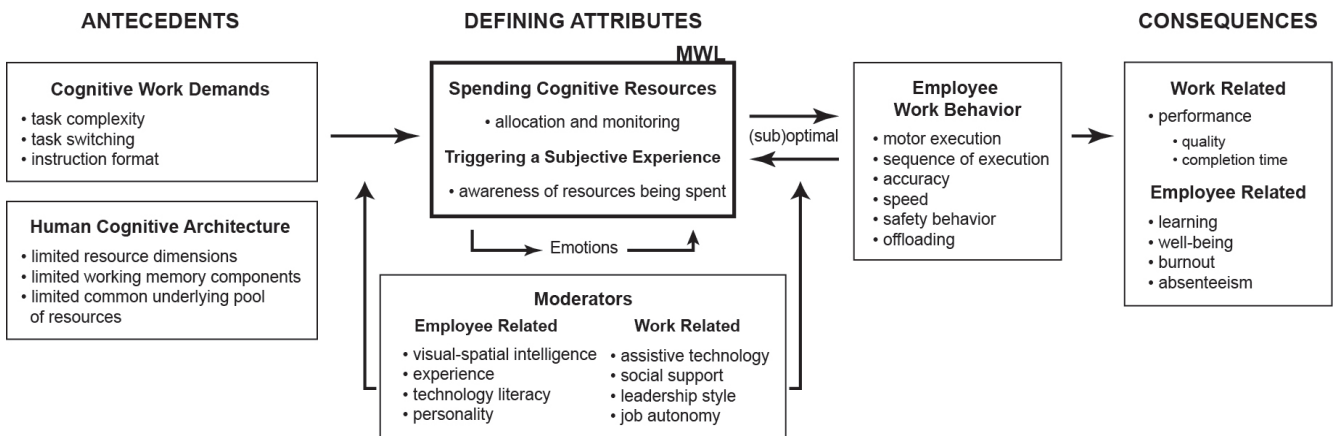 ANTECEDENTS
DEFINING ATTRIBUTES
CONSEQUENCES
Cognitive Work Demands
• task complexity
• task switching
• instruction format
Human Cognitive Architecture
• limited resource dimensions
• limited working memory components
• limited common underlying pool
of resources
MWL
Spending Cognitive Resources
• allocation and monitoring
Triggering a Subjective Experience
• awareness of resources being spent
Emotions
(sub)optimal
Moderators
Employee Related
• visual-spatial intelligence
• experience
• technology literacy
• personality
Work Related
• assistive technology
• social support
• leadership style
• job autonomy
Employee
Work Behavior
• motor execution
• sequence of execution
• accuracy
• speed
• safety behavior
• offloading
Work Related
• performance
• quality
• completion time
Employee Related
• learning
• well-being
• burnout
• absenteeism